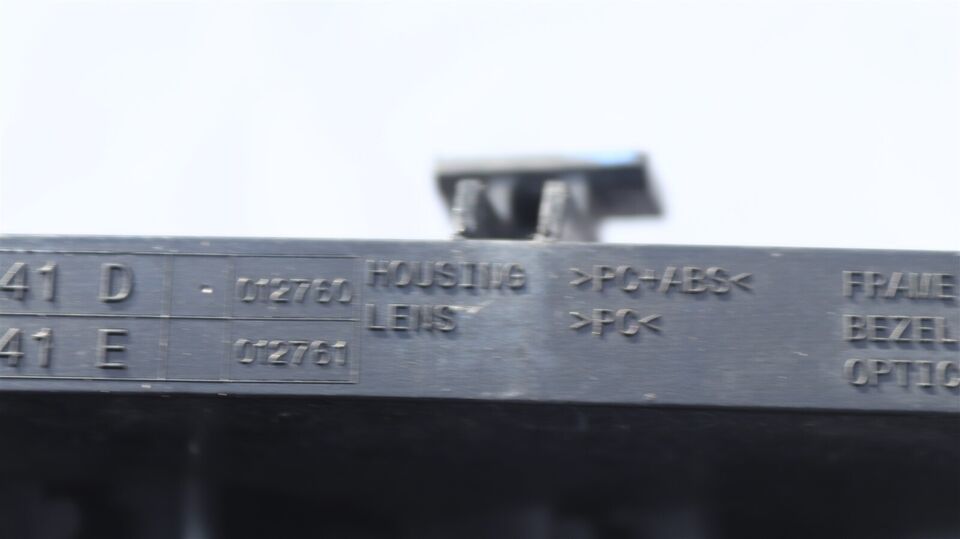 41 D 012760 HOUSING >PC+ABS< FRAME
41 E 012761 LENS >PC< BEZEL
OPTIC